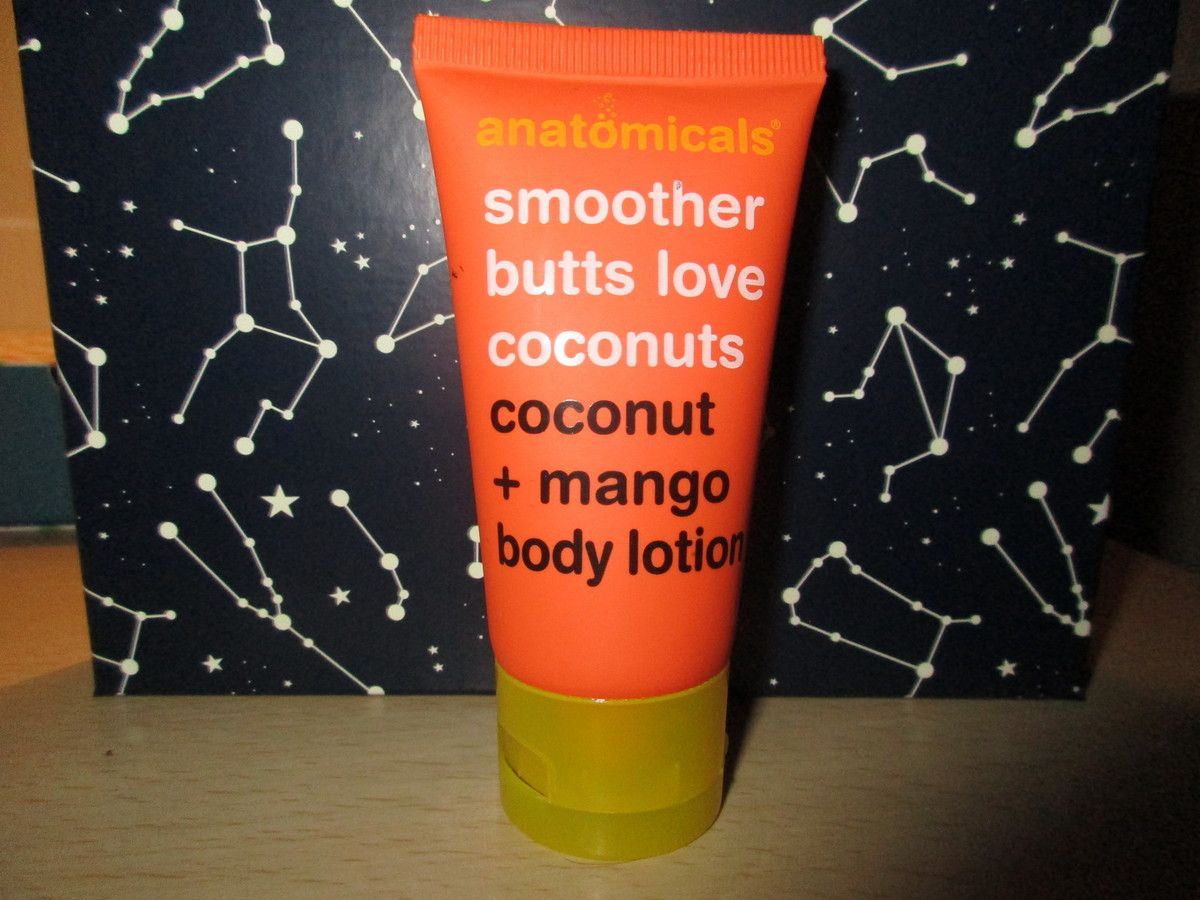 anatomicals®
smoother
butts love
coconuts
coconut
+ mango
body lotion